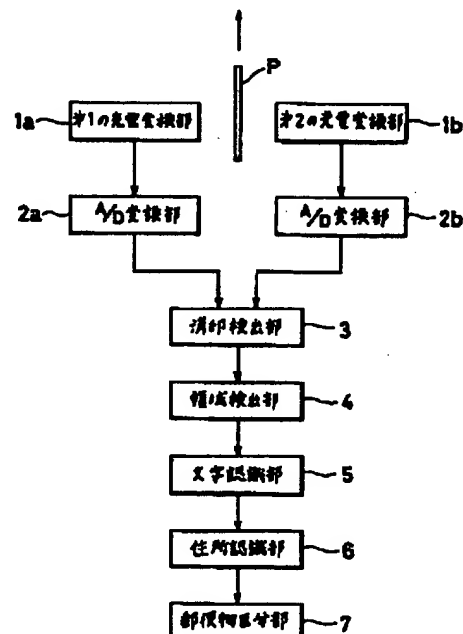 P
1a 第1の光電変換部
第2の光電変換部 1b
2a A/D変換部
A/D変換部 2b
消印検出部 3
領域検出部 4
文字認識部 5
住所認識部 6
郵便物区分部 7